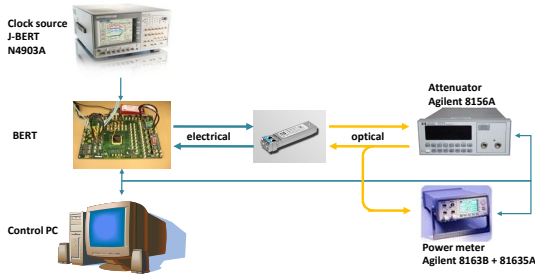 Clock source
J-BERT
N4903A
Attenuator
Agilent 8156A
BERT
electrical
optical
Control PC
Power meter
Agilent 8163B + 81635A